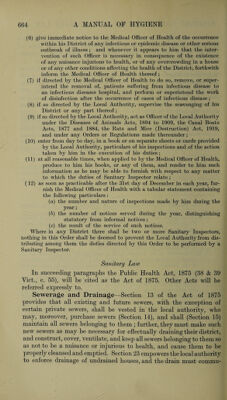 664 A MANUAL OF HYGIENE
(6) give immediate notice to the Medical Officer of Health of the occurrence
within his District of any infectious or epidemic disease or other serious
outbreak of illness; and whenever it appears to him that the inter-
vention of such Officer is necessary in consequence of the existence
of any nuisance injurious to health, or of any overcrowding in a house
or of any other conditions affecting the health of the District, forthwith
inform the Medical Officer of Health thereof;
(7) if directed by the Medical Officer of Health to do so, remove, or super-
intend the removal of, patients suffering from infectious disease to
an infectious diseases hospital, and perform or superintend the work
of disinfection after the occurrence of cases of infectious disease;
(8) if so directed by the Local Authority, supervise the scavenging of his
District or any part thereof;
(9) if so directed by the Local Authority, act as Officer of the Local Authority
under the Diseases of Animals Acts, 1894 to 1909, the Canal Boats
Acts, 1877 and 1884, the Rats and Mice (Destruction) Act, 1919,
and under any Orders or Regulations made thereunder;
(10) enter from day to day, in a book or on separate sheets or cards provided
by the Local Authority, particulars of his inspections and of the action
taken by him in the execution of his duties;
(11) at all reasonable times, when applied to by the Medical Officer of Health,
produce to him his books, or any of them, and render to him such
information as he may be able to furnish with respect to any matter
to which the duties of Sanitary Inspector relate;
(12) as soon as practicable after the 31st day of December in each year, fur-
nish the Medical Officer of Health with a tabular statement containing
the following particulars:
(a) the number and nature of inspections made by him during the
year;
(b) the number of notices served during the year, distinguishing
statutory from informal notices;
(c) the result of the service of such notices.
Where in any District there shall be two or more Sanitary Inspectors,
nothing in this Order shall be deemed to prevent the Local Authority from dis-
tributing among them the duties directed by this Order to be performed by a
Sanitary Inspector.
Sanitary Law
In succeeding paragraphs the Public Health Act, 1875 (38 & 39
Vict., c. 55), will be cited as the Act of 1875. Other Acts will be
referred expressly to.
Sewerage and Drainage—Section 13 of the Act of 1875
provides that all existing and future sewers, with the exception of
certain private sewers, shall be vested in the local authority, who
may, moreover, purchase sewers (Section 14), and shall (Section 15)
maintain all sewers belonging to them; further, they must make such
new sewers as may be necessary for effectually draining their district,
and construct, cover, ventilate, and keep all sewers belonging to them so
as not to be a nuisance or injurious to health, and cause them to be
properly cleansed and emptied. Section 23 empowers the local authority
to enforce drainage of undrained houses, and the drain must commu-